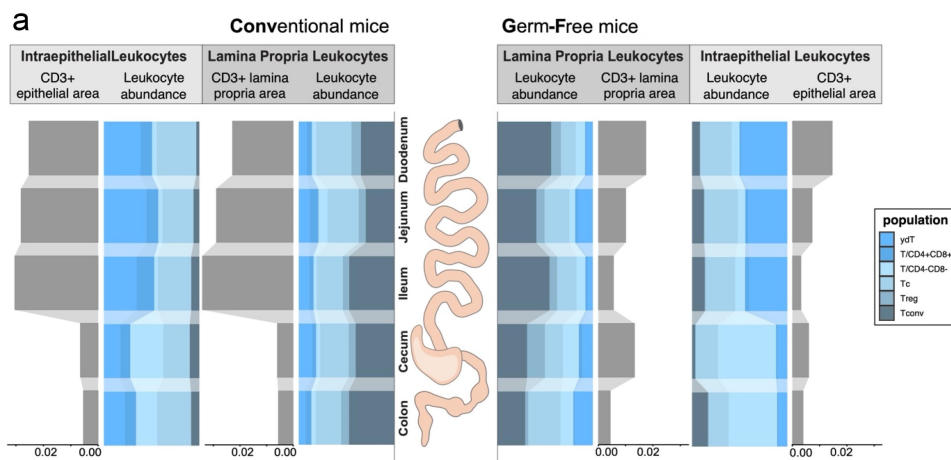 a
Conventional mice
Germ-Free mice
IntraepithelialLeukocytes
Lamina Propria Leukocytes
Lamina Propria Leukocytes
Intraepithelial Leukocytes
CD3+ epithelial area
Leukocyte abundance
CD3+ lamina propria area
Leukocyte abundance
Leukocyte abundance
CD3+ lamina propria area
Leukocyte abundance
CD3+ epithelial area
Duodenum
Jejunum
Ileum
Cecum
Colon
population
ydT
T/CD4+CD8+
T/CD4-CD8-
Tc
Treg
Tconv
0.02 0.00
0.02 0.00
0.00 0.02
0.00 0.02